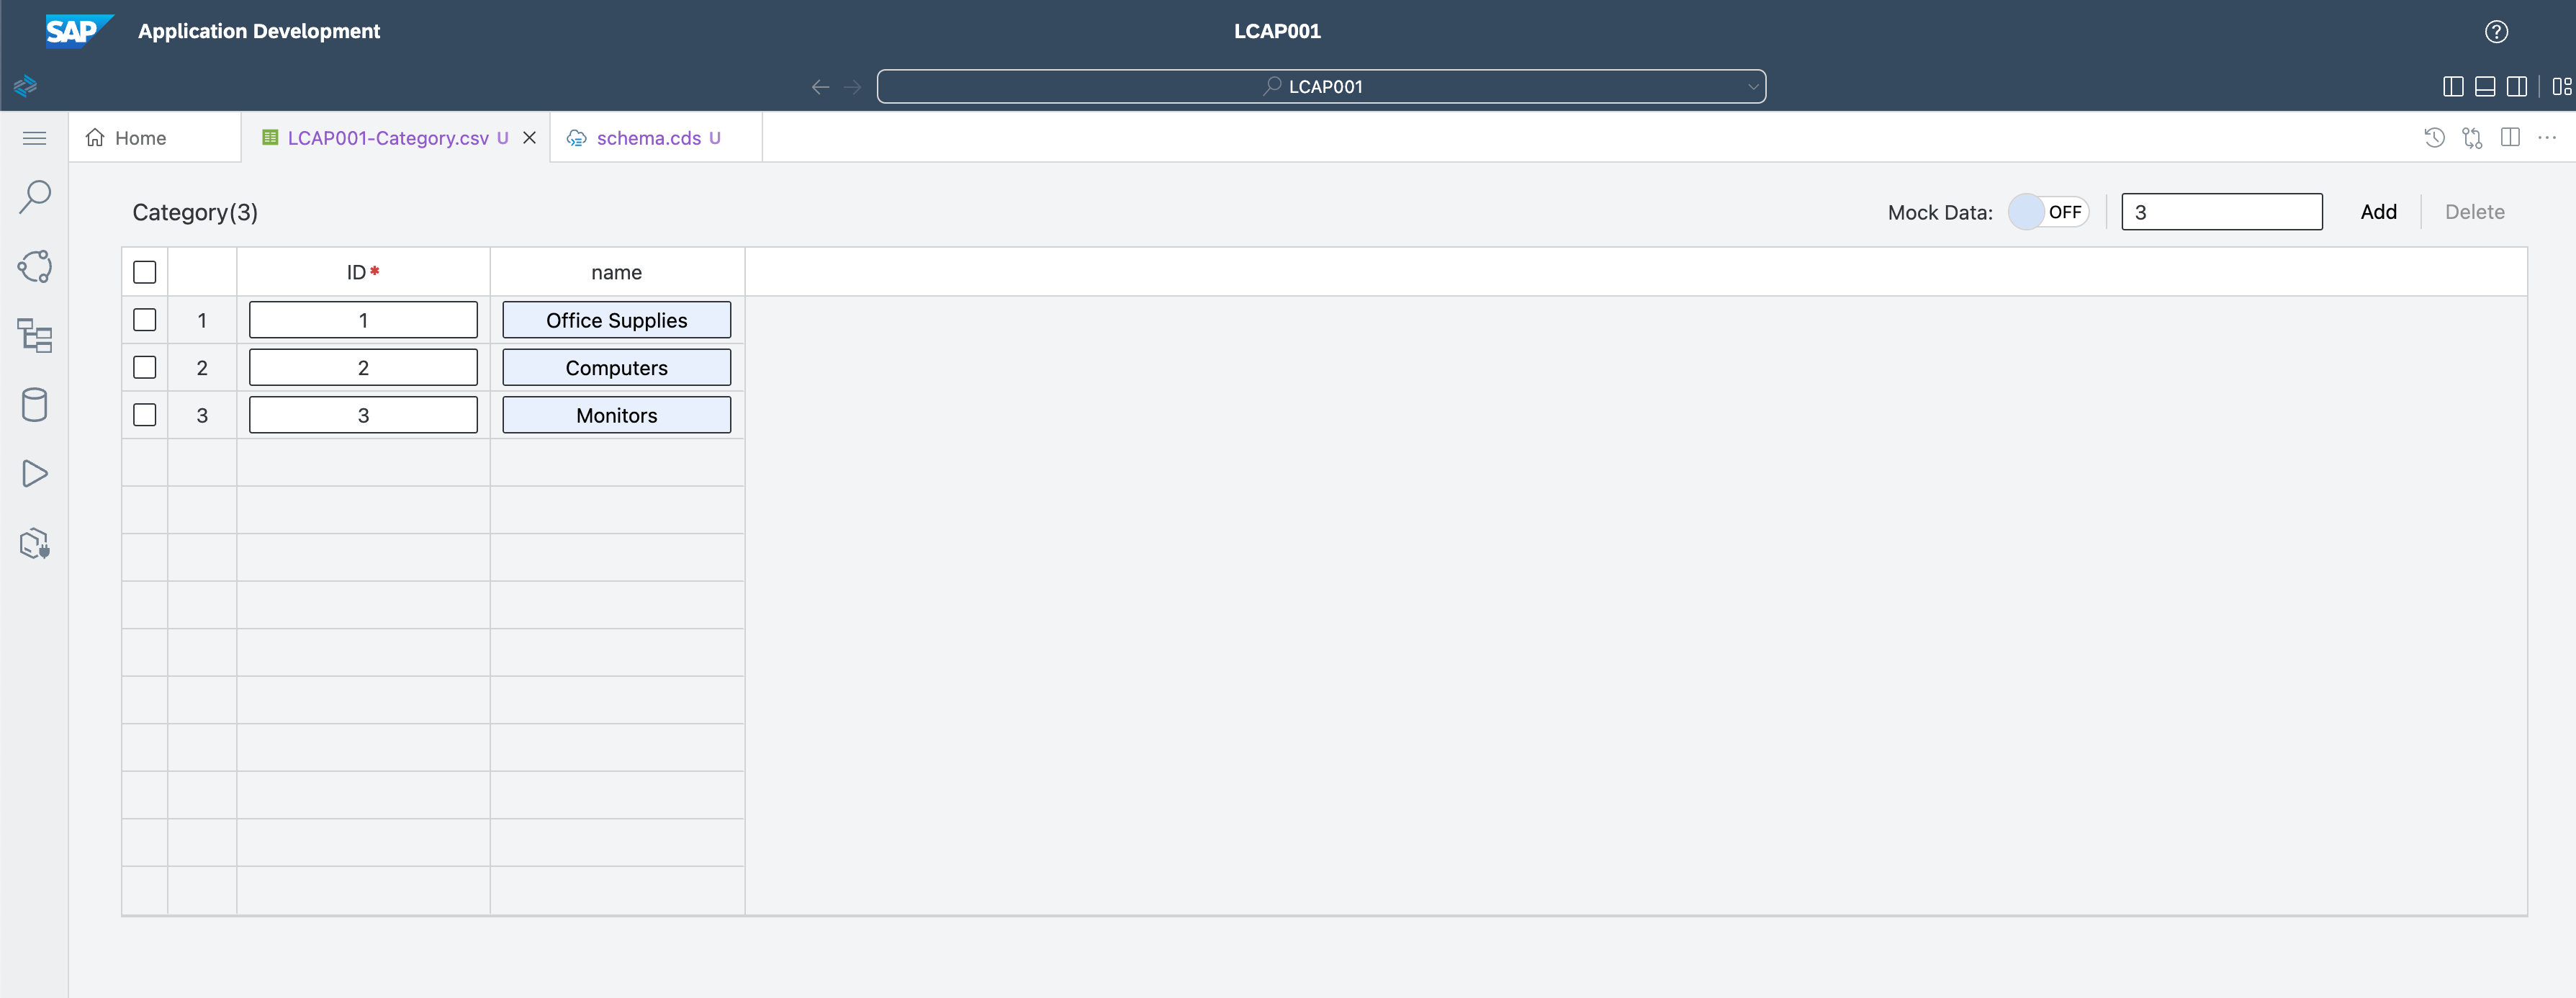 SAP Application Development LCAP001
LCAP001
Home LCAP001-Category.csv U schema.cds U
Category(3) Mock Data: OFF 3 Add Delete
ID* name
1 1 Office Supplies
2 2 Computers
3 3 Monitors